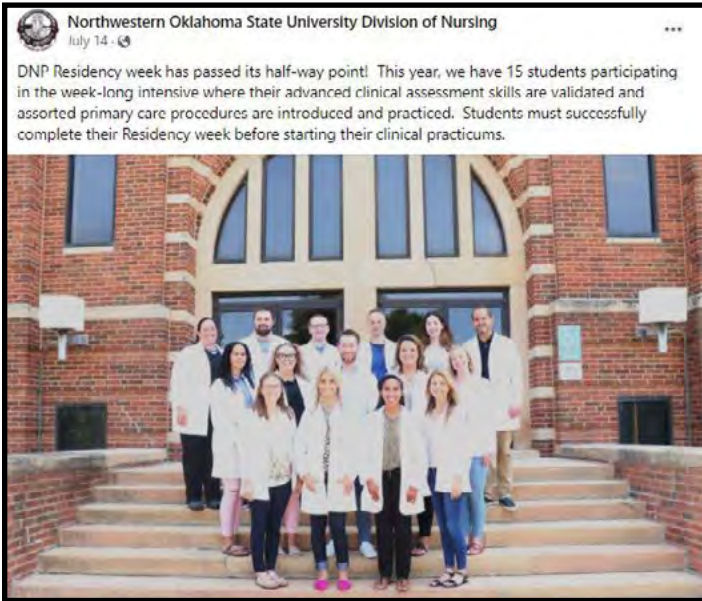 Northwestern Oklahoma State University Division of Nursing
July 14 ·
DNP Residency week has passed its half-way point! This year, we have 15 students participating
in the week-long intensive where their advanced clinical assessment skills are validated and
assorted primary care procedures are introduced and practiced. Students must successfully
complete their Residency week before starting their clinical practicums.